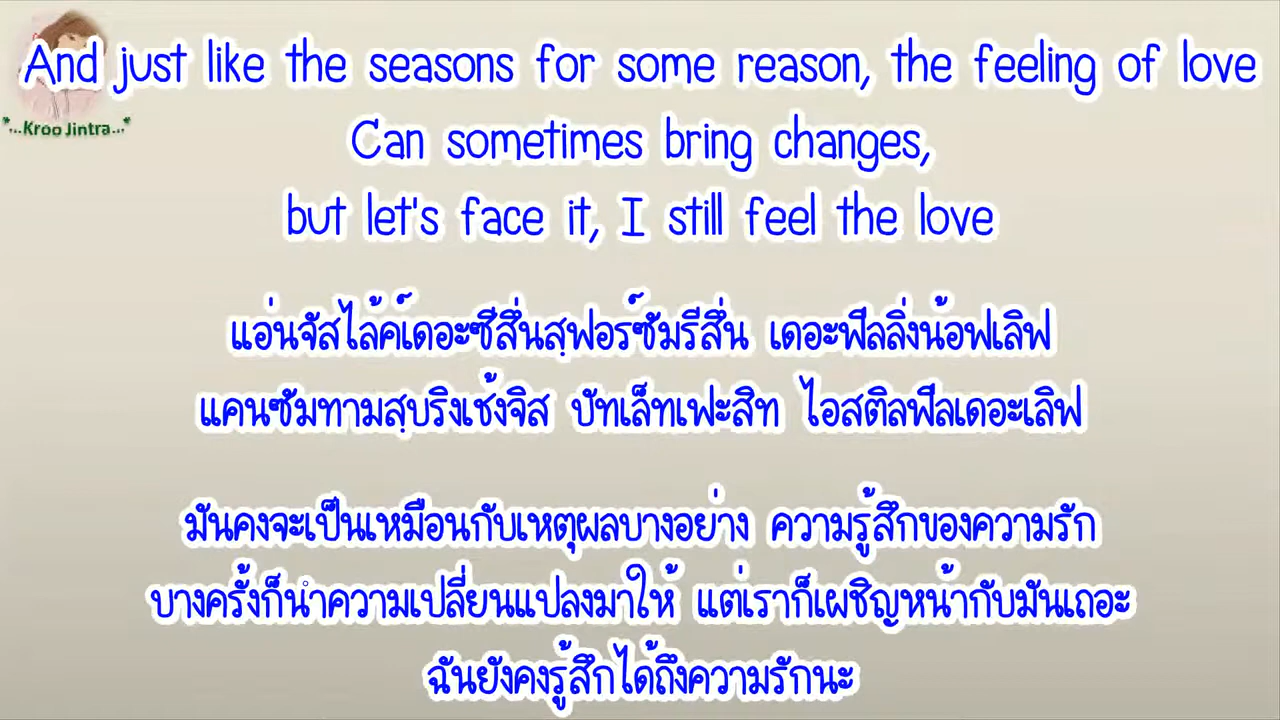 And just like the seasons for some reason, the feeling of love
*...Kroo Jintra...*
Can sometimes bring changes,
but let's face it, I still feel the love
แอ่นจัสไล้ค์เดอะซีสึ่นสฺฟอร์ซัมรีสึ่น เดอะฟีลลิ่งน้อฟเลิฟ
แคนซัมทามสฺบริงเช้งจิส บัทเล็ทเฟะสิท ไอสติลฟีลเดอะเลิฟ
มันคงจะเป็นเหมือนกับเหตุผลบางอย่าง ความรู้สึกของความรัก
บางครั้งก็นำความเปลี่ยนแปลงมาให้ แต่เราก็เผชิญหน้ากับมันเถอะ
ฉันยังคงรู้สึกได้ถึงความรักนะ